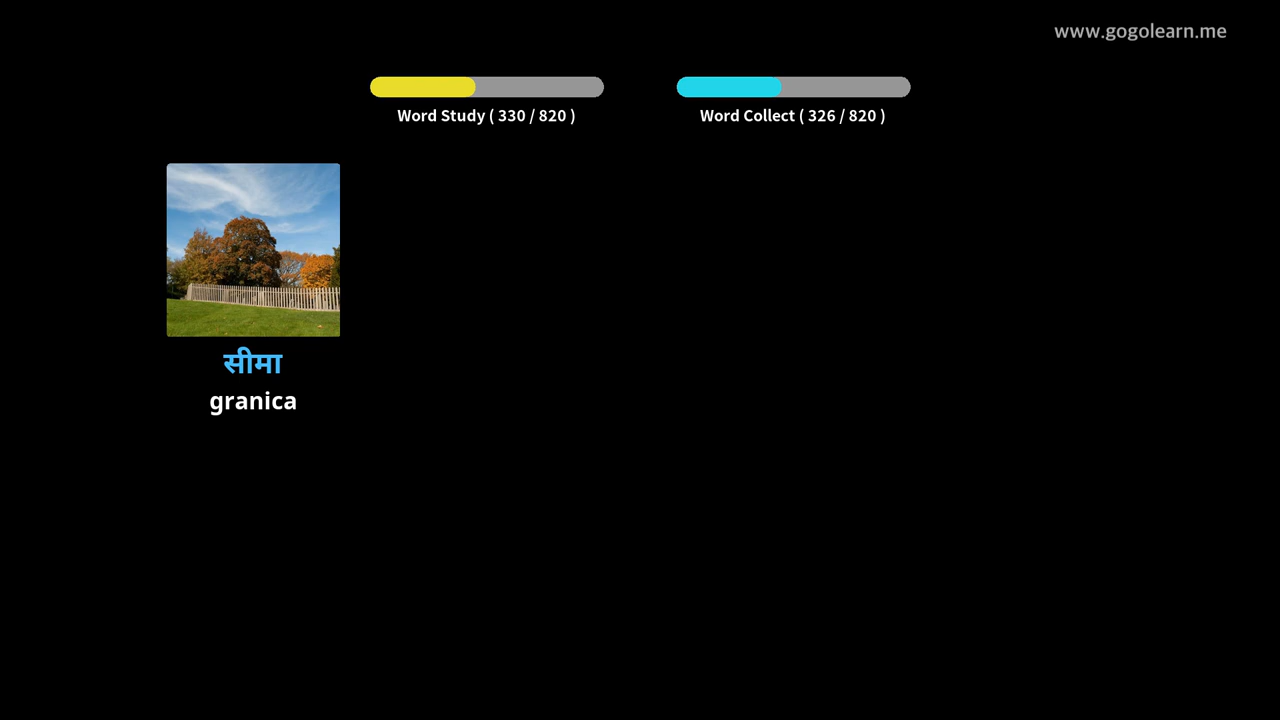 www.gogolearn.me
Word Study ( 330 / 820 )
Word Collect ( 326 / 820 )
सीमा
granica